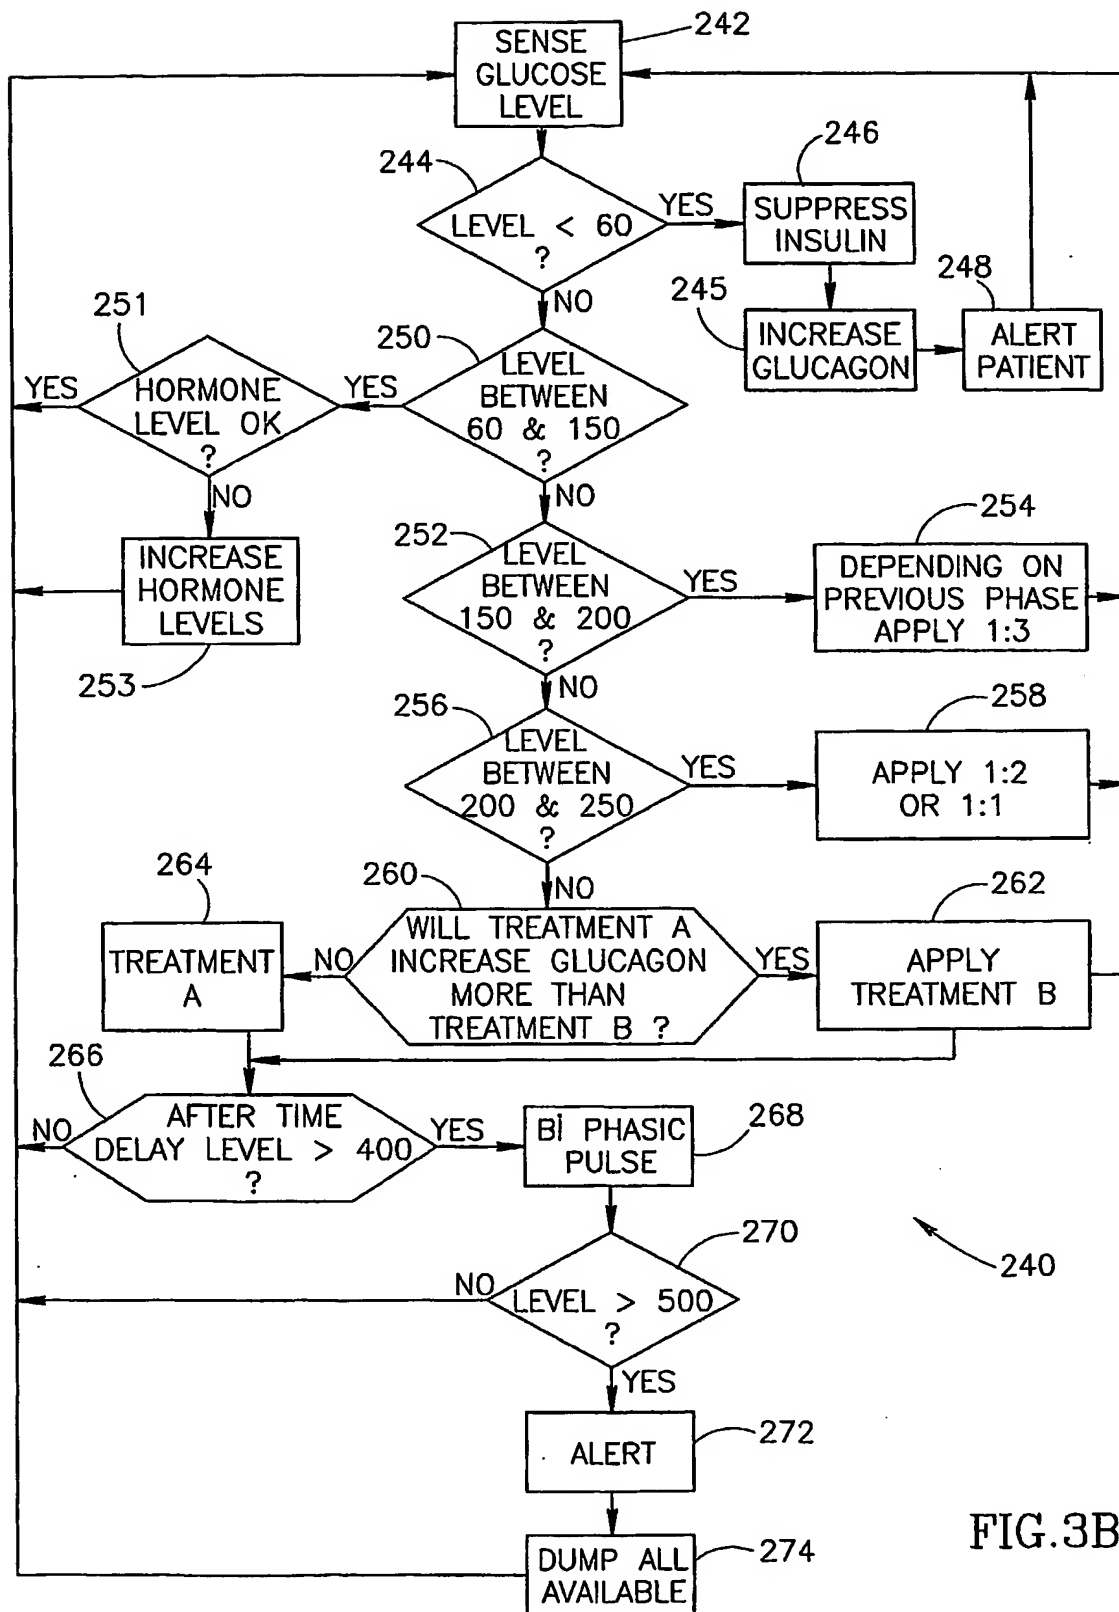 242
SENSE
GLUCOSE
LEVEL
244
LEVEL < 60
?
YES
246
SUPPRESS
INSULIN
245
INCREASE
GLUCAGON
248
ALERT
PATIENT
NO
251
HORMONE
LEVEL OK
?
YES
YES
250
LEVEL
BETWEEN
60 & 150
?
NO
INCREASE
HORMONE
LEVELS
253
NO
252
LEVEL
BETWEEN
150 & 200
?
YES
254
DEPENDING ON
PREVIOUS PHASE
APPLY 1:3
NO
256
LEVEL
BETWEEN
200 & 250
?
YES
258
APPLY 1:2
OR 1:1
NO
264
TREATMENT
A
NO
260
WILL TREATMENT A
INCREASE GLUCAGON
MORE THAN
TREATMENT B ?
YES
262
APPLY
TREATMENT B
266
NO
AFTER TIME
DELAY LEVEL > 400
?
YES
BI PHASIC
PULSE
268
270
NO
LEVEL > 500
?
240
YES
ALERT
272
DUMP ALL
AVAILABLE
274
FIG.3B